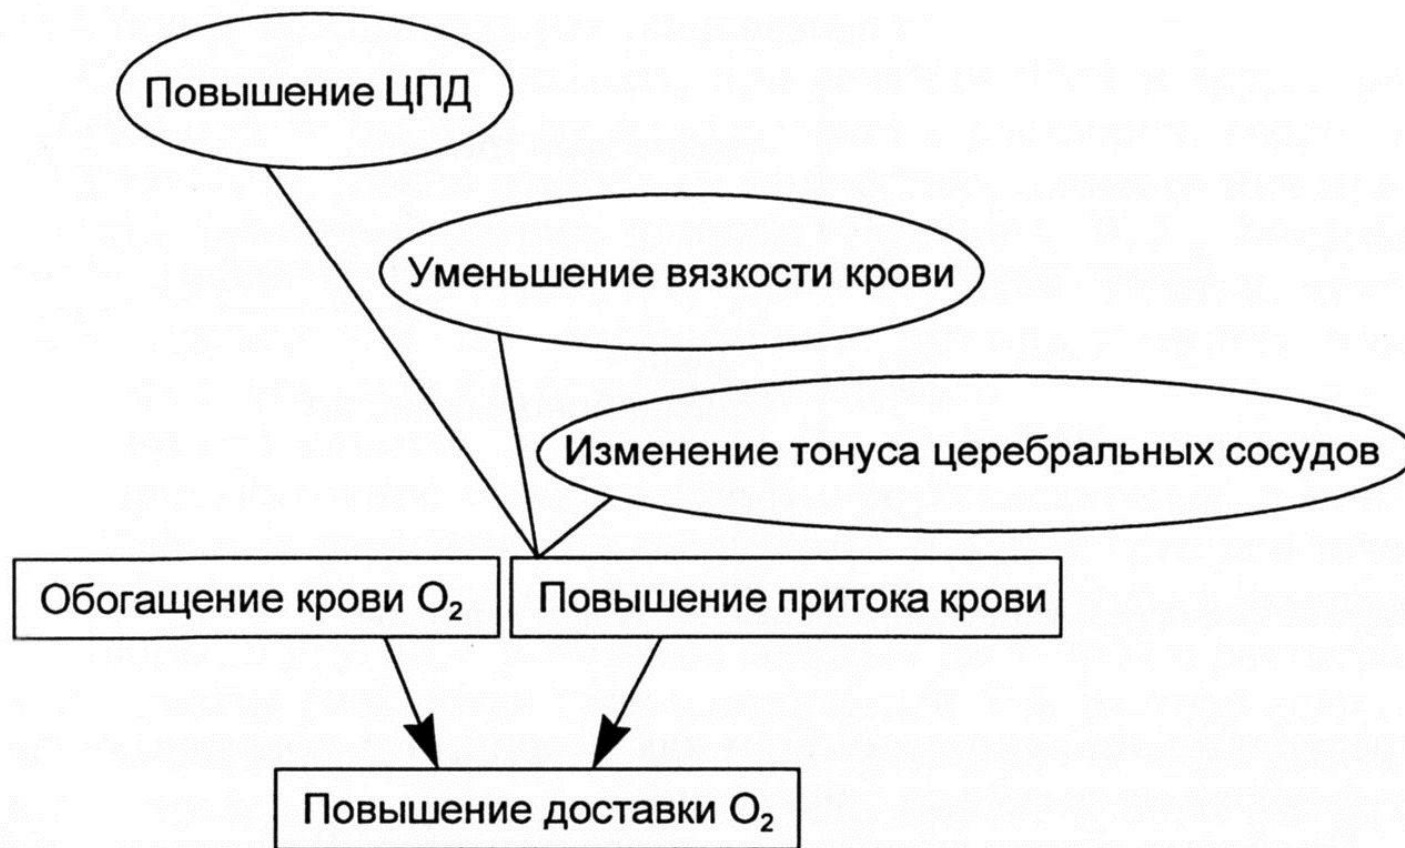 Повышение ЦПД
Уменьшение вязкости крови
Изменение тонуса церебральных сосудов
Обогащение крови O₂
Повышение притока крови
Повышение доставки O₂